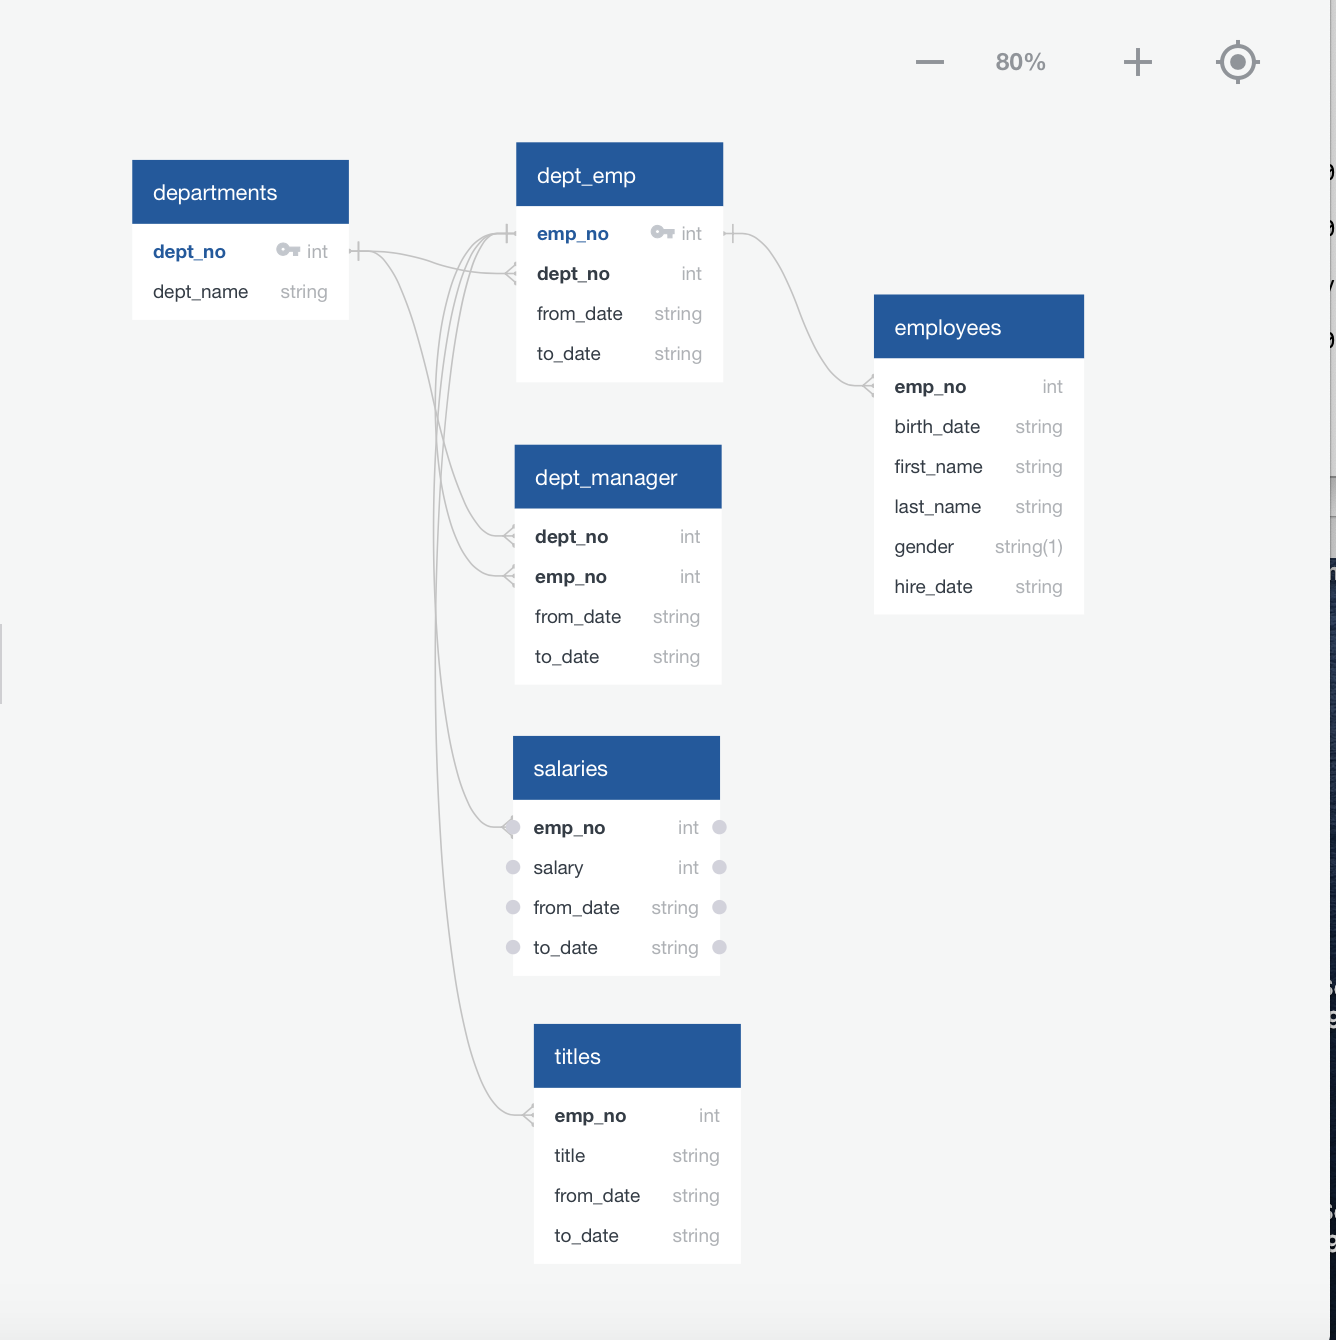 80%
departments
dept_no int
dept_name string
dept_emp
emp_no int
dept_no int
from_date string
to_date string
employees
emp_no int
birth_date string
first_name string
last_name string
gender string(1)
hire_date string
dept_manager
dept_no int
emp_no int
from_date string
to_date string
salaries
emp_no int
salary int
from_date string
to_date string
titles
emp_no int
title string
from_date string
to_date string